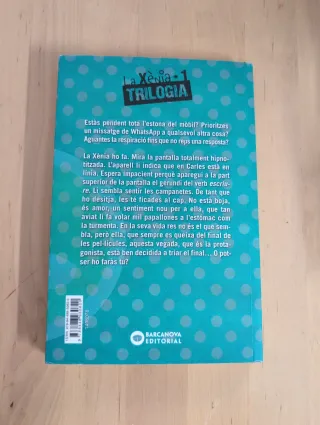 La Xènia • 1
TRILOGIA
Estàs pendent tota l'estona del mòbil? Prioritzes
un missatge de WhatsApp a qualsevol altra cosa?
Aguantes la respiració fins que no reps una resposta?
La Xènia ho fa. Mira la pantalla totalment hipno-
titzada. L'aparell li indica que en Carles està en
línia. Espera impacient perquè aparegui a la part
superior de la pantalla el gerundi del verb escriu-
re. Li sembla sentir les campanetes. De tant que
ho desitja, les té ficades al cap. No està boja,
és amor, un sentiment nou per a ella, que tan
aviat li fa volar mil papallones a l'estómac com
la turmenta. En la seva vida res no és el que sem-
bla, però ella, que sempre es queixa del final de
les pel·lícules, aquesta vegada, que és la prota-
gonista, està ben decidida a triar el final... O pot-
ser ho faràs tu?
BARCANOVA
EDITORIAL